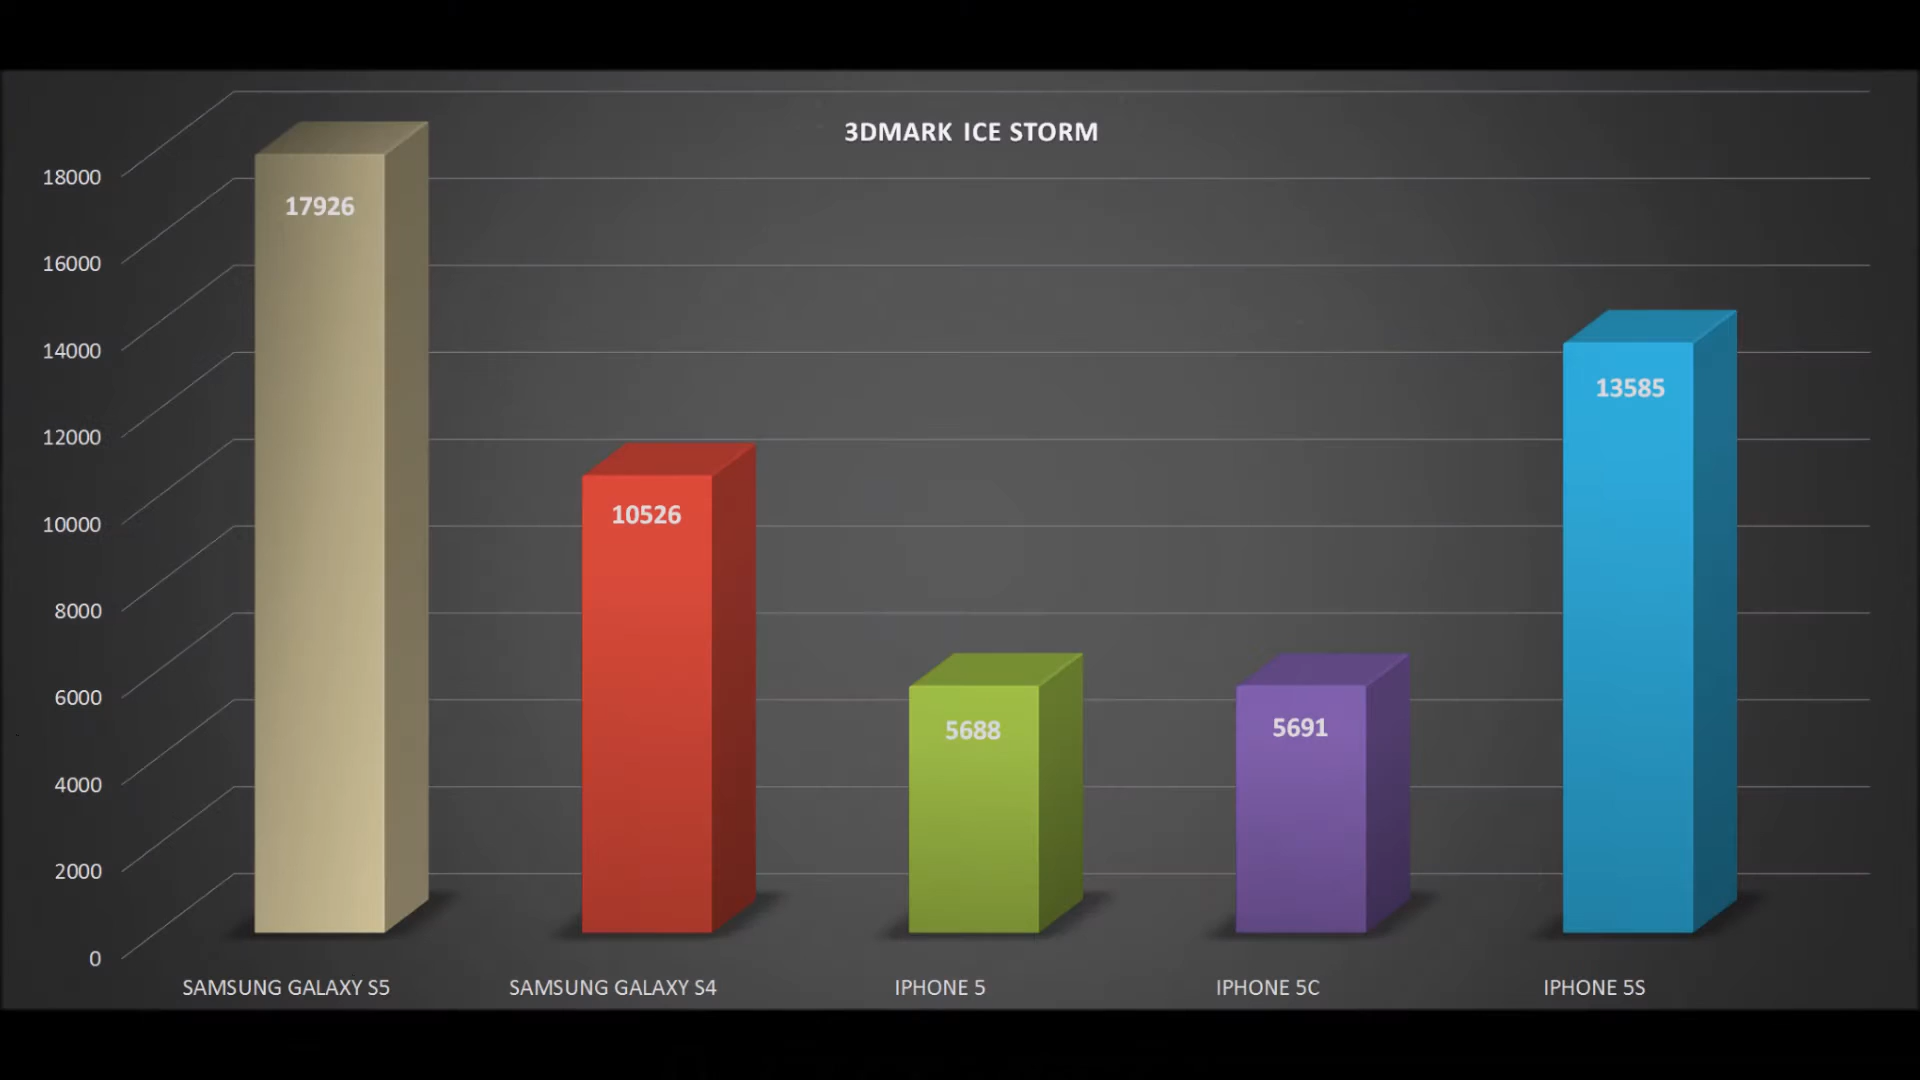 3DMARK ICE STORM
18000
16000
14000
12000
10000
8000
6000
4000
2000
0
17926
10526
5688
5691
13585
SAMSUNG GALAXY S5
SAMSUNG GALAXY S4
IPHONE 5
IPHONE 5C
IPHONE 5S